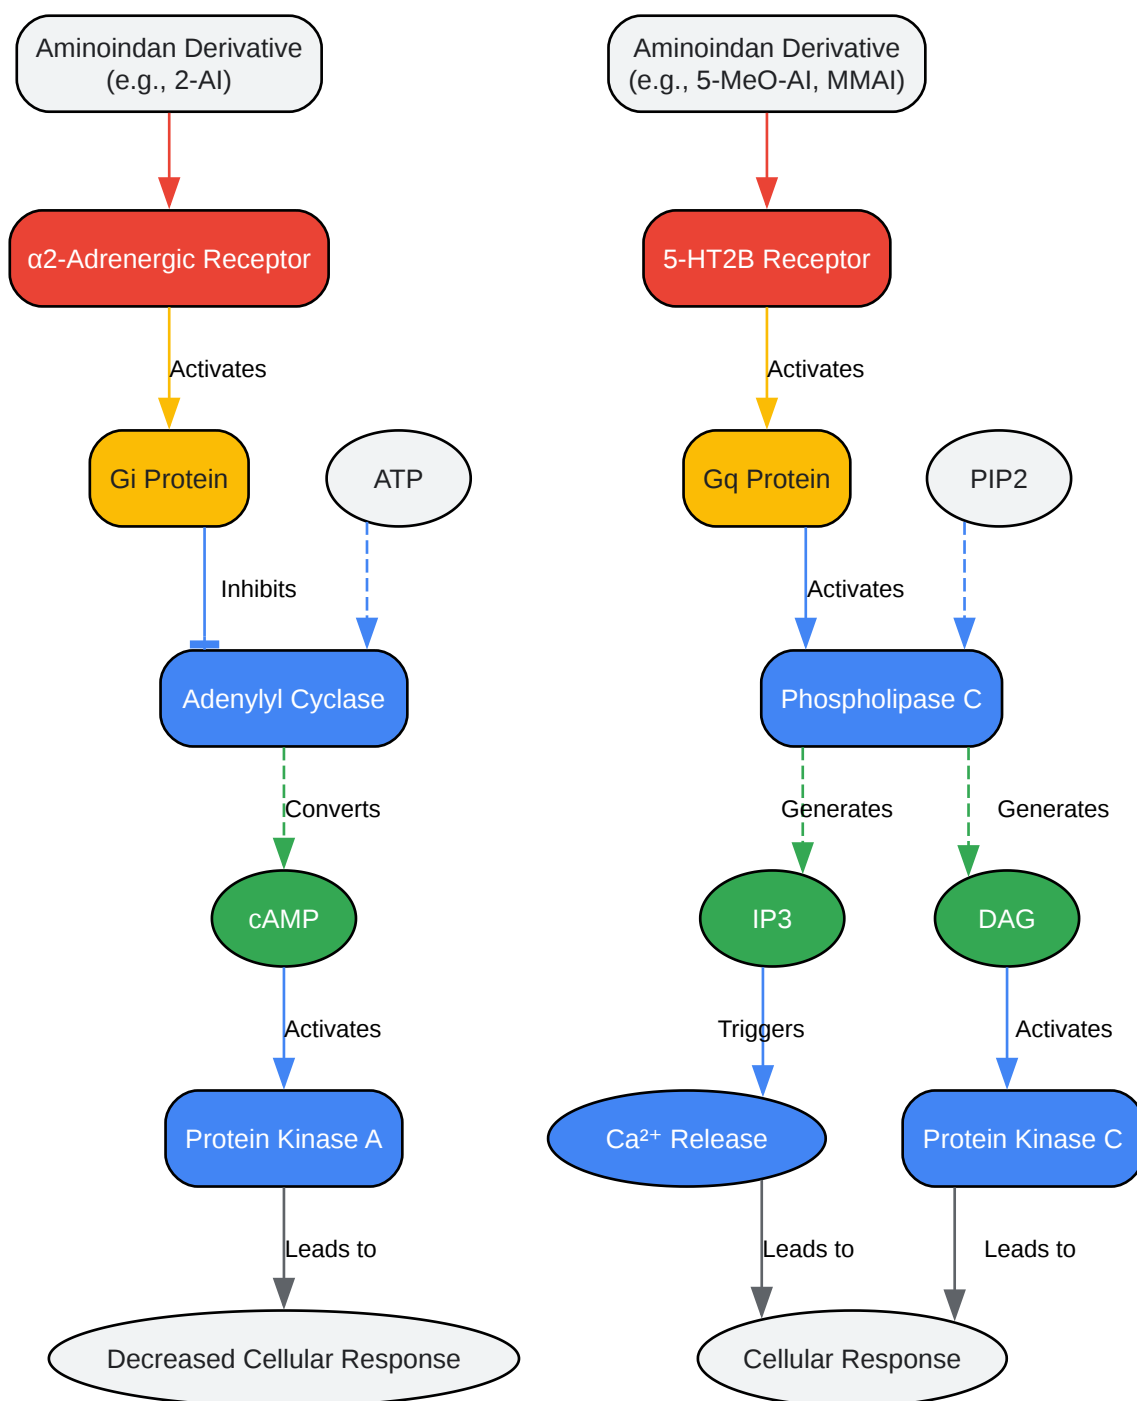 Aminoindan Derivative
(e.g., 2-AI)
α2-Adrenergic Receptor
Activates
Gi Protein
ATP
Inhibits
Adenylyl Cyclase
Converts
cAMP
Activates
Protein Kinase A
Leads to
Decreased Cellular Response
Aminoindan Derivative
(e.g., 5-MeO-AI, MMAI)
5-HT2B Receptor
Activates
Gq Protein
PIP2
Activates
Phospholipase C
Generates
Generates
IP3
DAG
Triggers
Activates
Ca²⁺ Release
Protein Kinase C
Leads to
Leads to
Cellular Response